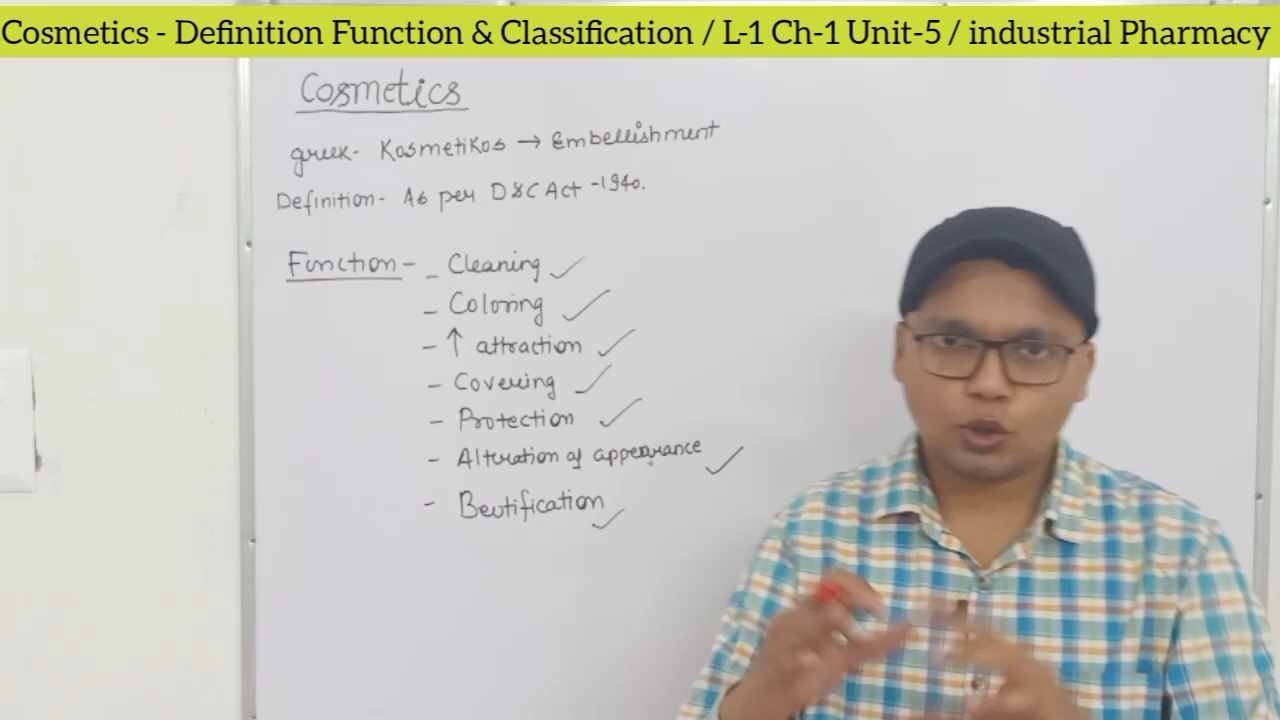 Cosmetics - Definition Function & Classification / L-1 Ch-1 Unit-5 / industrial Pharmacy
Cosmetics
greek- Kosmetikos → Embellishment
Definition- As per D&C Act -1940.
Function- - Cleaning ✓
- Coloring ✓
- ↑ attraction ✓
- Covering ✓
- Protection ✓
- Alteration of appearance ✓
- Beutification ✓